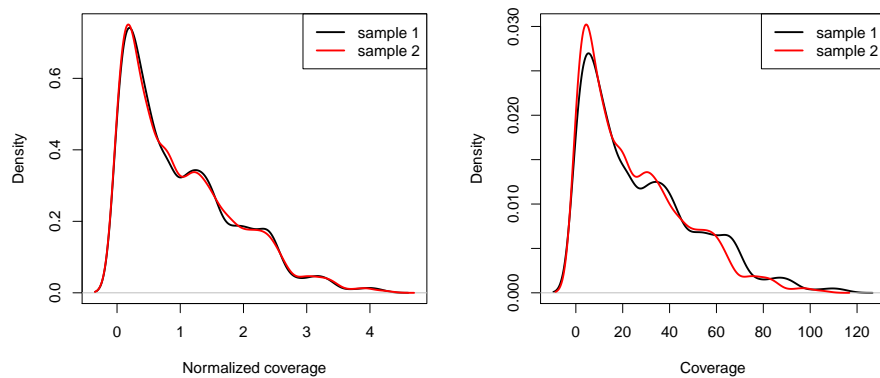 sample 1
sample 2
Density
0.0 0.2 0.4 0.6
0 1 2 3 4
Normalized coverage
sample 1
sample 2
Density
0.000 0.010 0.020 0.030
0 20 40 60 80 100 120
Coverage